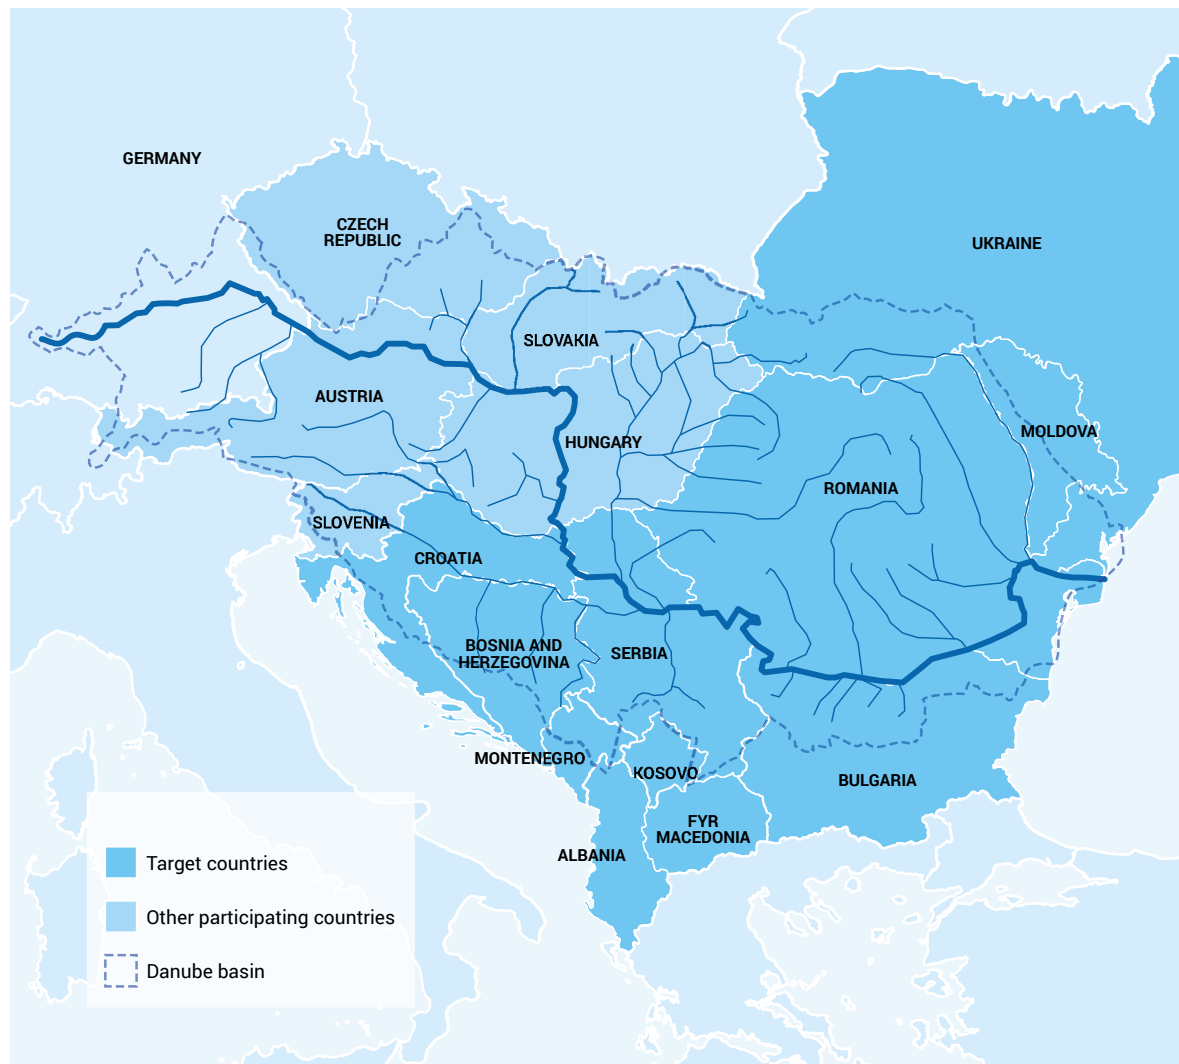 GERMANY
CZECH
REPUBLIC
UKRAINE
SLOVAKIA
AUSTRIA
MOLDOVA
HUNGARY
ROMANIA
SLOVENIA
CROATIA
BOSNIA AND
HERZEGOVINA
SERBIA
MONTENEGRO
KOSOVO
BULGARIA
FYR
MACEDONIA
ALBANIA
Target countries
Other participating countries
Danube basin